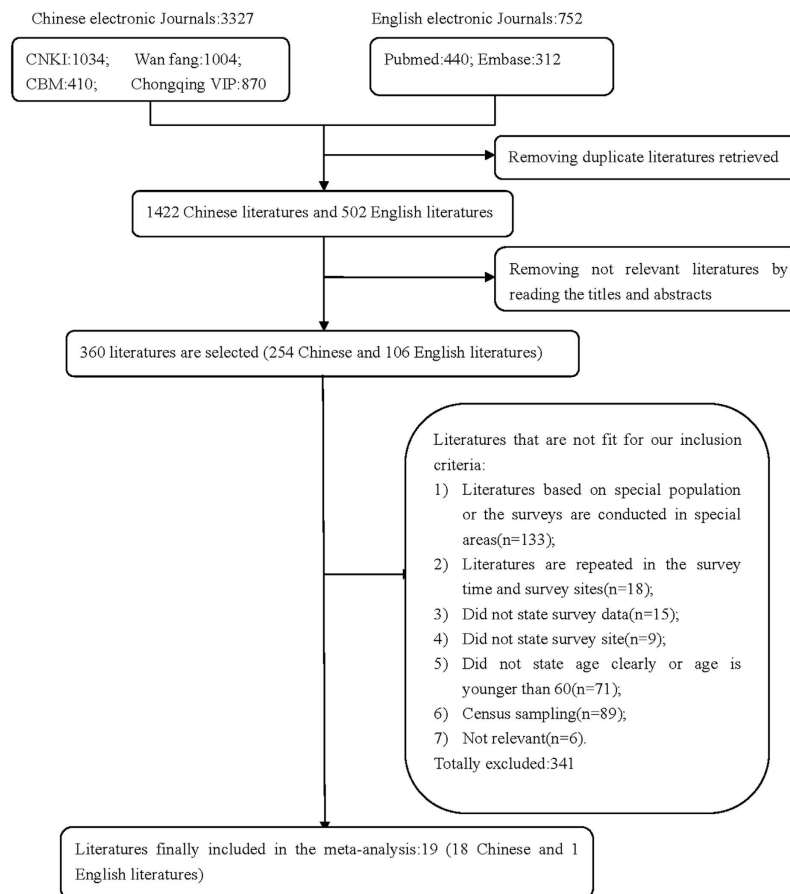 Chinese electronic Journals:3327
English electronic Journals:752
CNKI:1034; Wan fang:1004;
CBM:410; Chongqing VIP:870
Pubmed:440; Embase:312
Removing duplicate literatures retrieved
1422 Chinese literatures and 502 English literatures
Removing not relevant literatures by
reading the titles and abstracts
360 literatures are selected (254 Chinese and 106 English literatures)
Literatures that are not fit for our inclusion
criteria:
1) Literatures based on special population
or the surveys are conducted in special
areas(n=133);
2) Literatures are repeated in the survey
time and survey sites(n=18);
3) Did not state survey data(n=15);
4) Did not state survey site(n=9);
5) Did not state age clearly or age is
younger than 60(n=71);
6) Census sampling(n=89);
7) Not relevant(n=6).
Totally excluded:341
Literatures finally included in the meta-analysis:19 (18 Chinese and 1
English literatures)